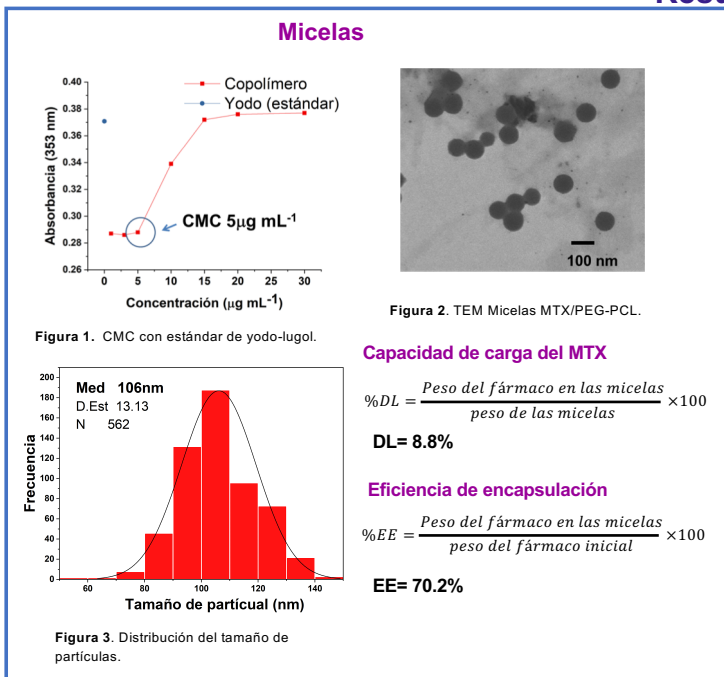 Micelas
Copolímero
Yodo (estándar)
0.40
0.38
0.36
0.34
0.32
0.30
0.28
0.26
Absorbancia (353 nm)
CMC 5µg mL-1
0 5 10 15 20 25 30
Concentración (µg mL-1)
Figura 1. CMC con estándar de yodo-lugol.
100 nm
Figura 2. TEM Micelas MTX/PEG-PCL.
Med 106nm
D.Est 13.13
N 562
200
180
160
140
120
100
80
60
40
20
0
Frecuencia
60 80 100 120 140
Tamaño de partícual (nm)
Figura 3. Distribución del tamaño de
partículas.
Capacidad de carga del MTX
%DL = Peso del fármaco en las micelas / peso de las micelas ×100
DL= 8.8%
Eficiencia de encapsulación
%EE = Peso del fármaco en las micelas / peso del fármaco inicial ×100
EE= 70.2%